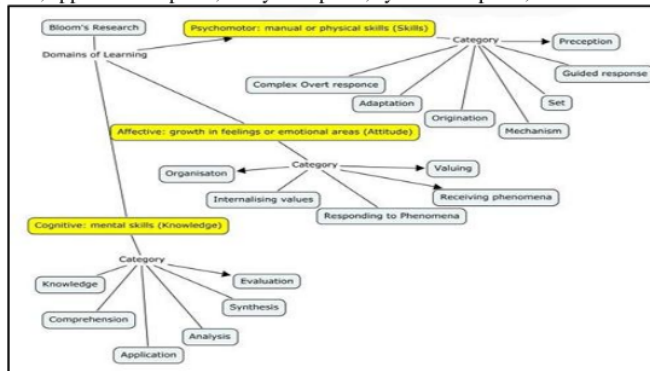 Bloom's Research
Psychomotor: manual or physical skills (Skills)
Domains of Learning
Category
Preception
Guided response
Complex Overt responce
Adaptation
Set
Origination
Mechanism
Affective: growth in feelings or emotional areas (Attitude)
Category
Valuing
Organisaton
Receiving phenomena
Internalising values
Responding to Phenomena
Cognitive: mental skills (Knowledge)
Category
Evaluation
Knowledge
Synthesis
Comprehension
Analysis
Application